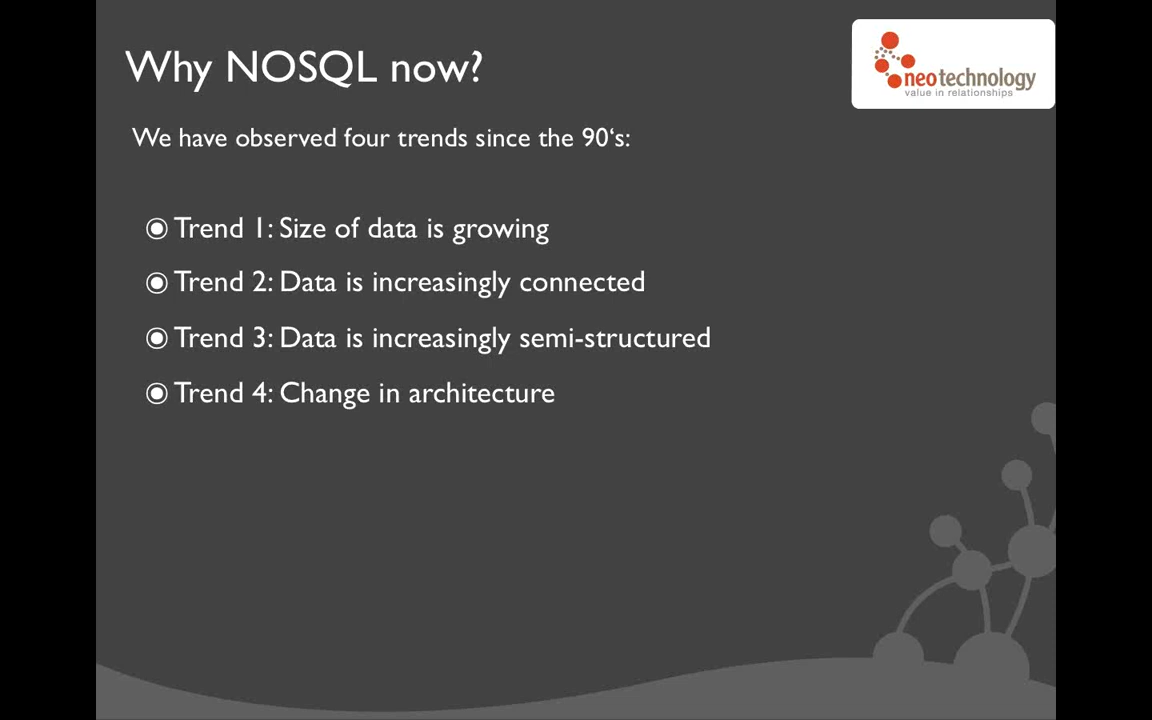 Why NOSQL now?
neotechnology
value in relationships
We have observed four trends since the 90‘s:
Trend 1: Size of data is growing
Trend 2: Data is increasingly connected
Trend 3: Data is increasingly semi-structured
Trend 4: Change in architecture